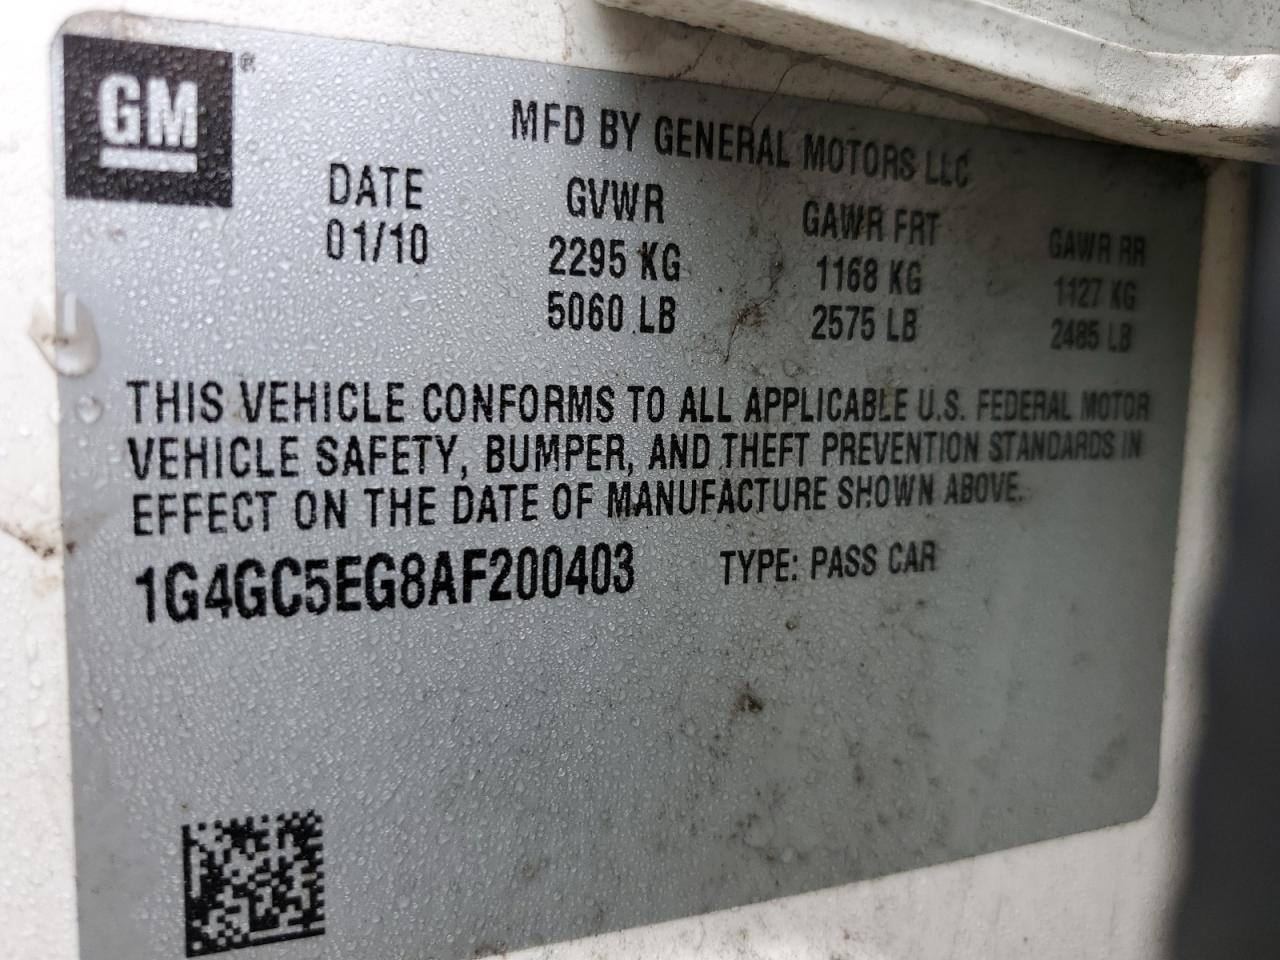 GM ®
MFD BY GENERAL MOTORS LLC
DATE GVWR GAWR FRT GAWR RR
01/10 2295 KG 1168 KG 1127 KG
5060 LB 2575 LB 2485 LB
THIS VEHICLE CONFORMS TO ALL APPLICABLE U.S. FEDERAL MOTOR
VEHICLE SAFETY, BUMPER, AND THEFT PREVENTION STANDARDS IN
EFFECT ON THE DATE OF MANUFACTURE SHOWN ABOVE.
1G4GC5EG8AF200403 TYPE: PASS CAR